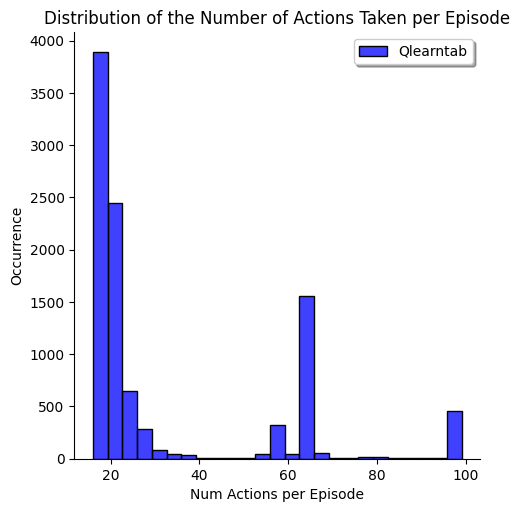 Distribution of the Number of Actions Taken per Episode
Qlearntab
4000
3500
3000
2500
2000
1500
1000
500
0
Occurrence
20 40 60 80 100
Num Actions per Episode